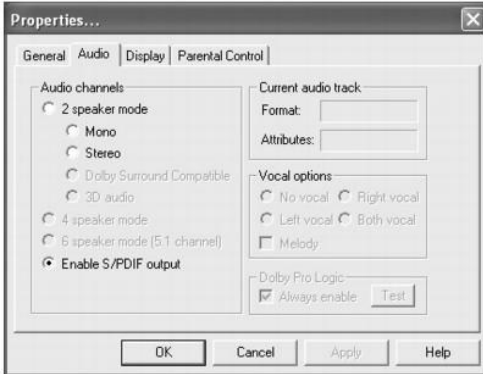 Properties...
General Audio Display Parental Control
Audio channels
2 speaker mode
Mono
Stereo
Dolby Surround Compatible
3D audio
4 speaker mode
6 speaker mode (5.1 channel)
Enable S/PDIF output
Current audio track
Format:
Attributes:
Vocal options
No vocal Right vocal
Left vocal Both vocal
Melody
Dolby Pro Logic
Always enable Test
OK Cancel Apply Help